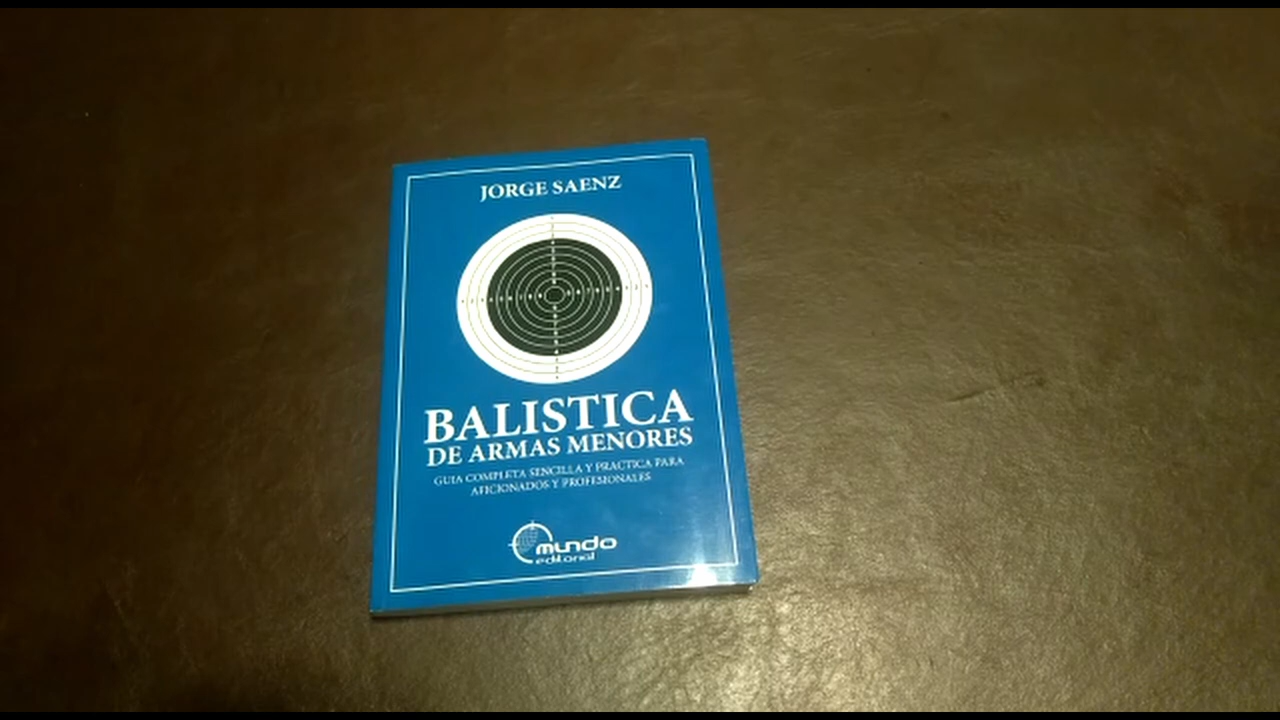 JORGE SAENZ
BALISTICA
DE ARMAS MENORES
GUIA COMPLETA SENCILLA Y PRACTICA PARA
AFICIONADOS Y PROFESIONALES
mundo
editorial